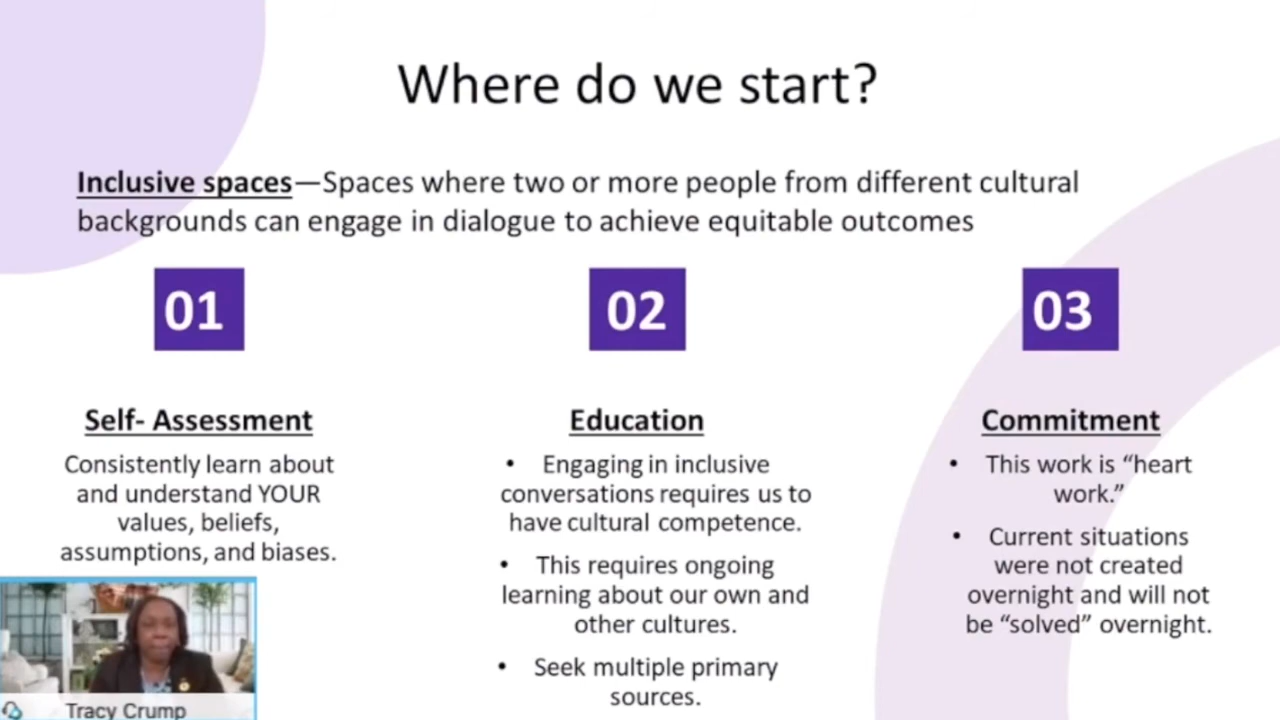 Where do we start?
Inclusive spaces—Spaces where two or more people from different cultural
backgrounds can engage in dialogue to achieve equitable outcomes
01
Self- Assessment
Consistently learn about
and understand YOUR
values, beliefs,
assumptions, and biases.
02
Education
• Engaging in inclusive
conversations requires us to
have cultural competence.
• This requires ongoing
learning about our own and
other cultures.
• Seek multiple primary
sources.
03
Commitment
• This work is “heart
work.”
• Current situations
were not created
overnight and will not
be “solved” overnight.
Tracy Crump